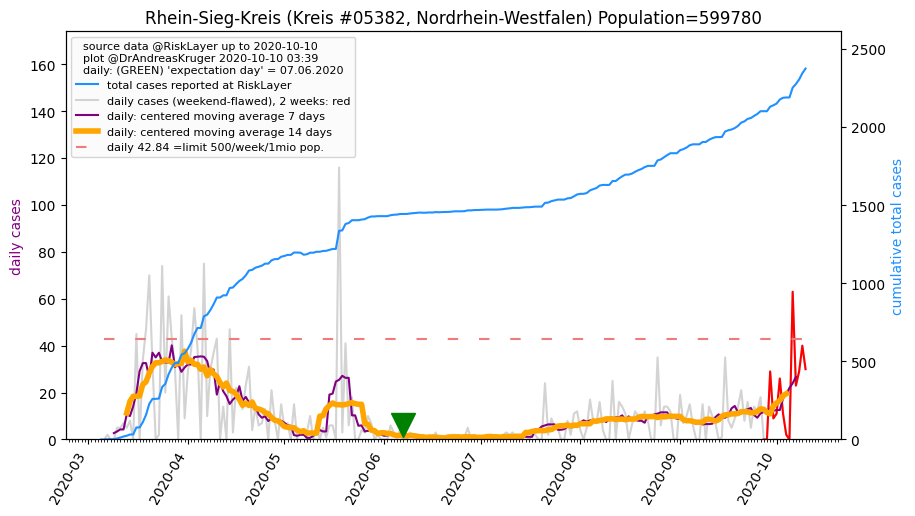 Rhein-Sieg-Kreis (Kreis #05382, Nordrhein-Westfalen) Population=599780
source data @RiskLayer up to 2020-10-10
plot @DrAndreasKruger 2020-10-10 03:39
daily: (GREEN) 'expectation day' = 07.06.2020
total cases reported at RiskLayer
daily cases (weekend-flawed), 2 weeks: red
daily: centered moving average 7 days
daily: centered moving average 14 days
daily 42.84 =limit 500/week/1mio pop.
daily cases
160
140
120
100
80
60
40
20
0
cumulative total cases
2500
2000
1500
1000
500
0
2020-03
2020-04
2020-05
2020-06
2020-07
2020-08
2020-09
2020-10